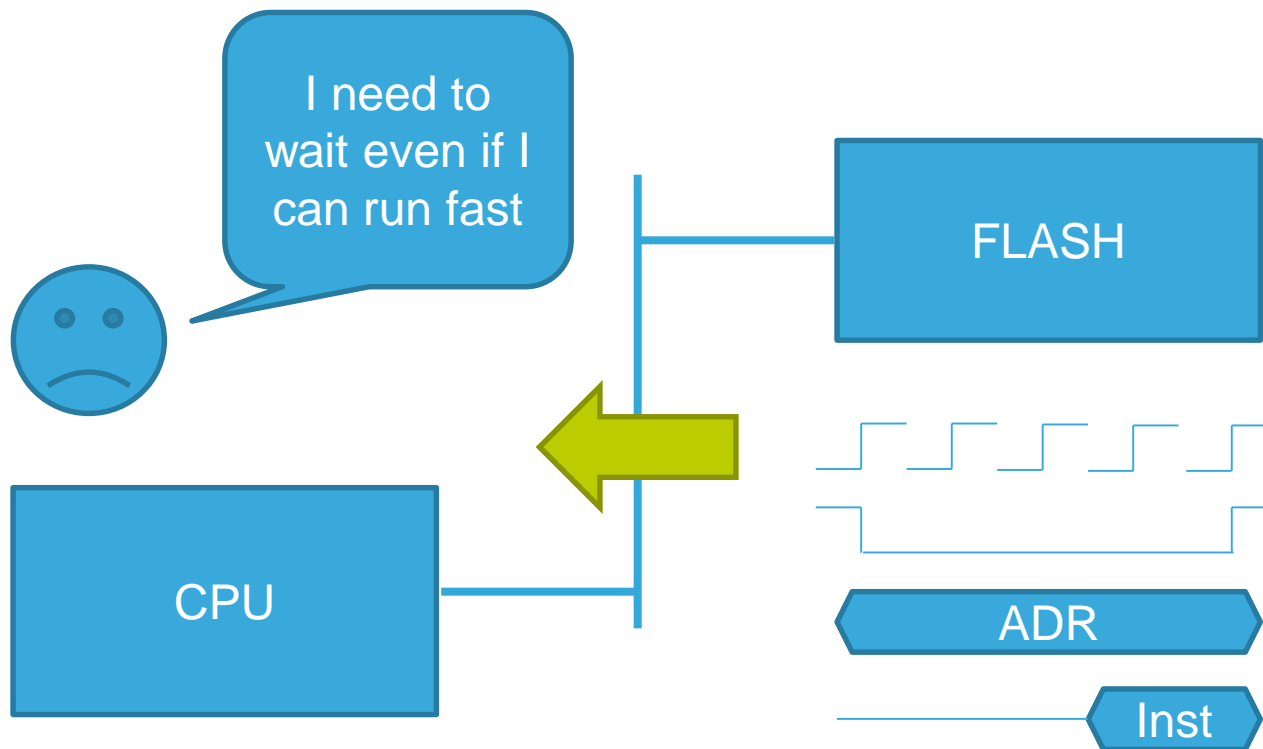 I need to
wait even if I
can run fast
FLASH
CPU
ADR
Inst